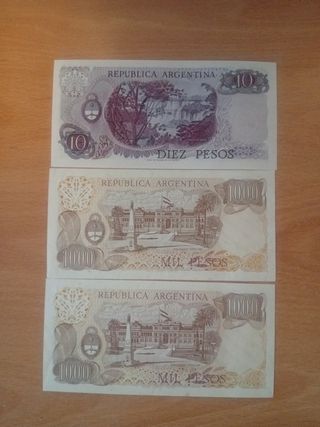 REPUBLICA ARGENTINA
10
10
DIEZ PESOS
REPUBLICA ARGENTINA
1000
1000
MIL PESOS
REPUBLICA ARGENTINA
1000
1000
MIL PESOS